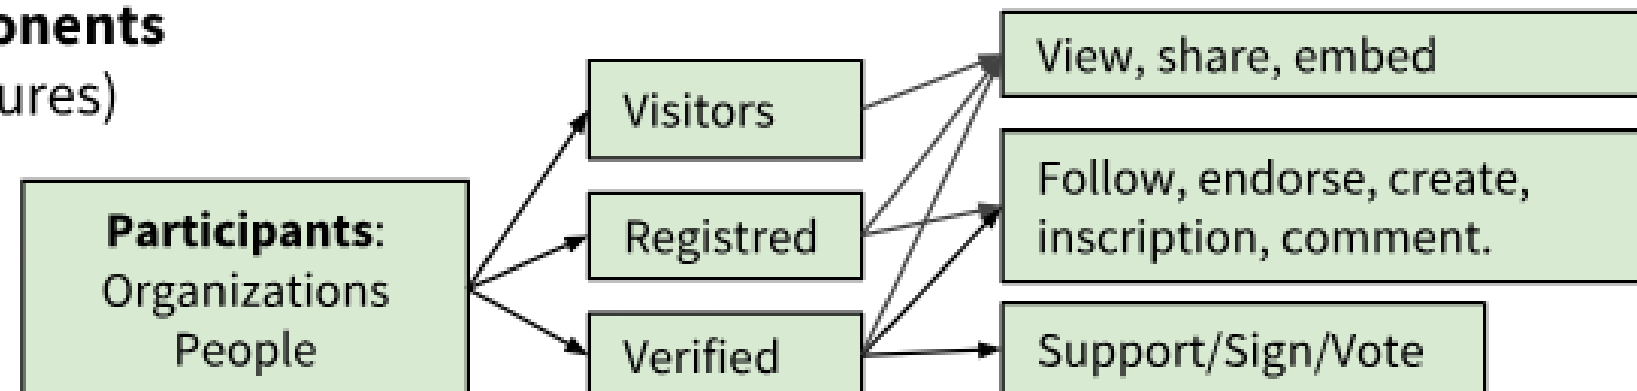 onents
ures)
Participants:
Organizations
People
Visitors
Registred
Verified
View, share, embed
Follow, endorse, create,
inscription, comment.
Support/Sign/Vote